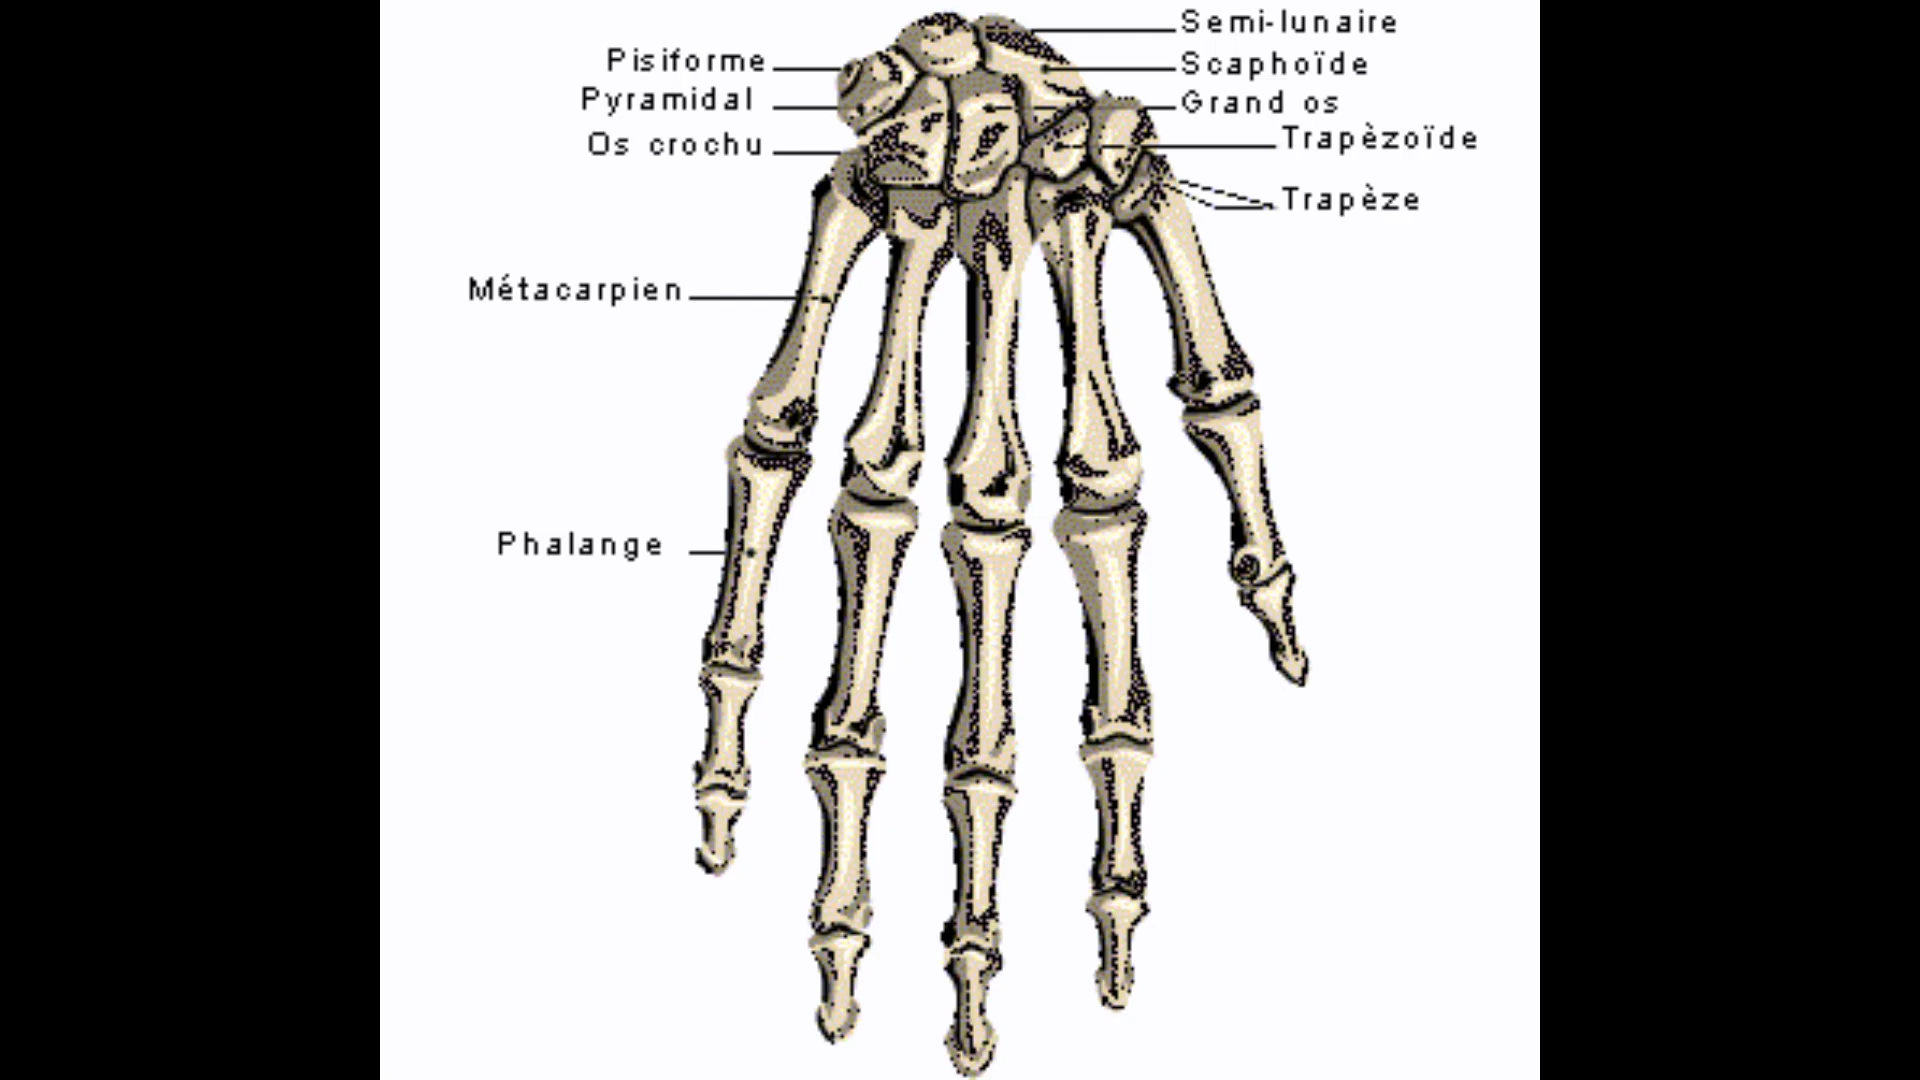 Semi-lunaire
Pisiforme
Scaphoïde
Pyramidal
Grand os
Os crochu
Trapèzoïde
Trapèze
Métacarpien
Phalange